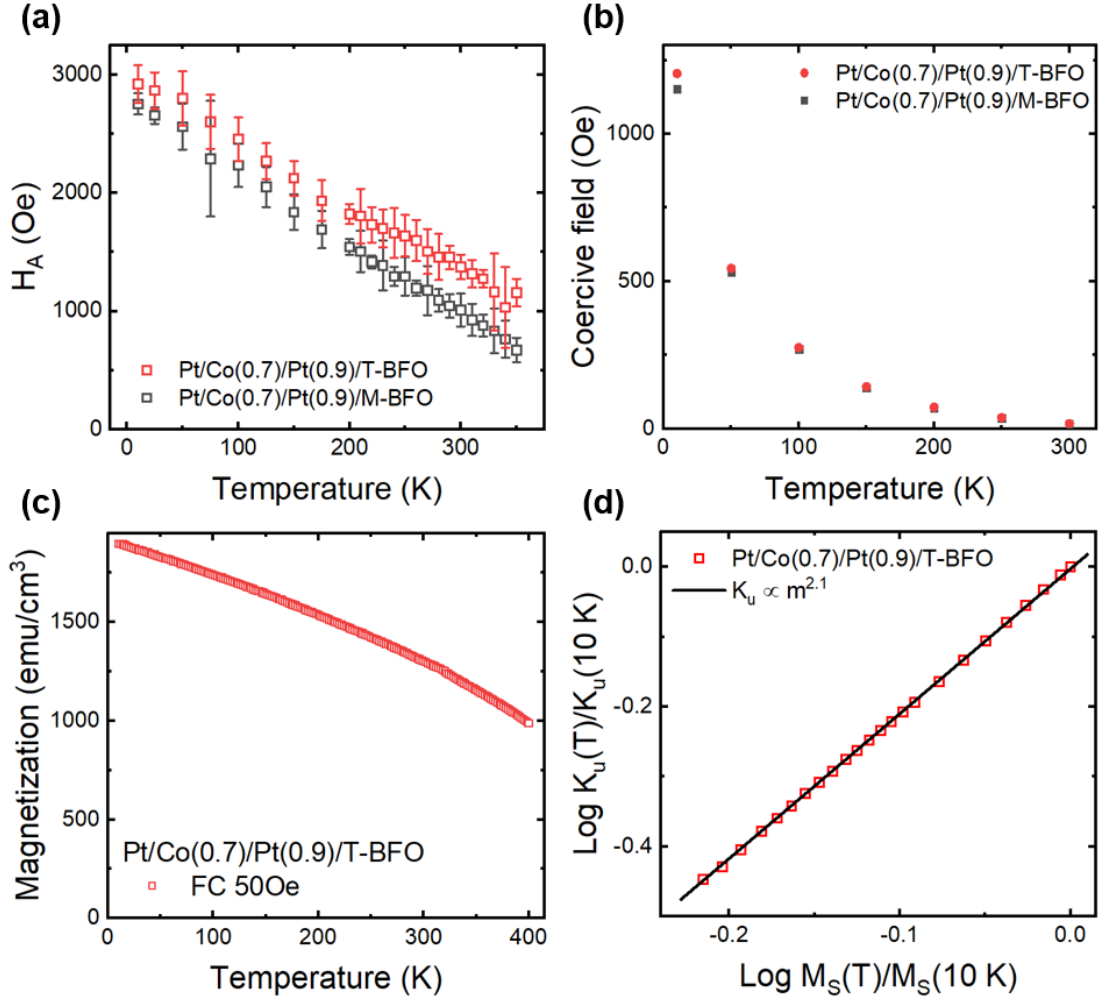 (a)
3000
2000
1000
0
H_A (Oe)
Pt/Co(0.7)/Pt(0.9)/T-BFO
Pt/Co(0.7)/Pt(0.9)/M-BFO
0 50 100 150 200 250 300 350
Temperature (K)
(b)
1000
500
0
Coercive field (Oe)
Pt/Co(0.7)/Pt(0.9)/T-BFO
Pt/Co(0.7)/Pt(0.9)/M-BFO
100 200 300
Temperature (K)
(c)
1500
1000
500
0
Magnetization (emu/cm3)
Pt/Co(0.7)/Pt(0.9)/T-BFO
FC 50Oe
0 100 200 300 400
Temperature (K)
(d)
0.0
-0.2
-0.4
Log K_u(T)/K_u(10 K)
Pt/Co(0.7)/Pt(0.9)/T-BFO
K_u ∝ m^2.1
-0.2 -0.1 0.0
Log M_S(T)/M_S(10 K)